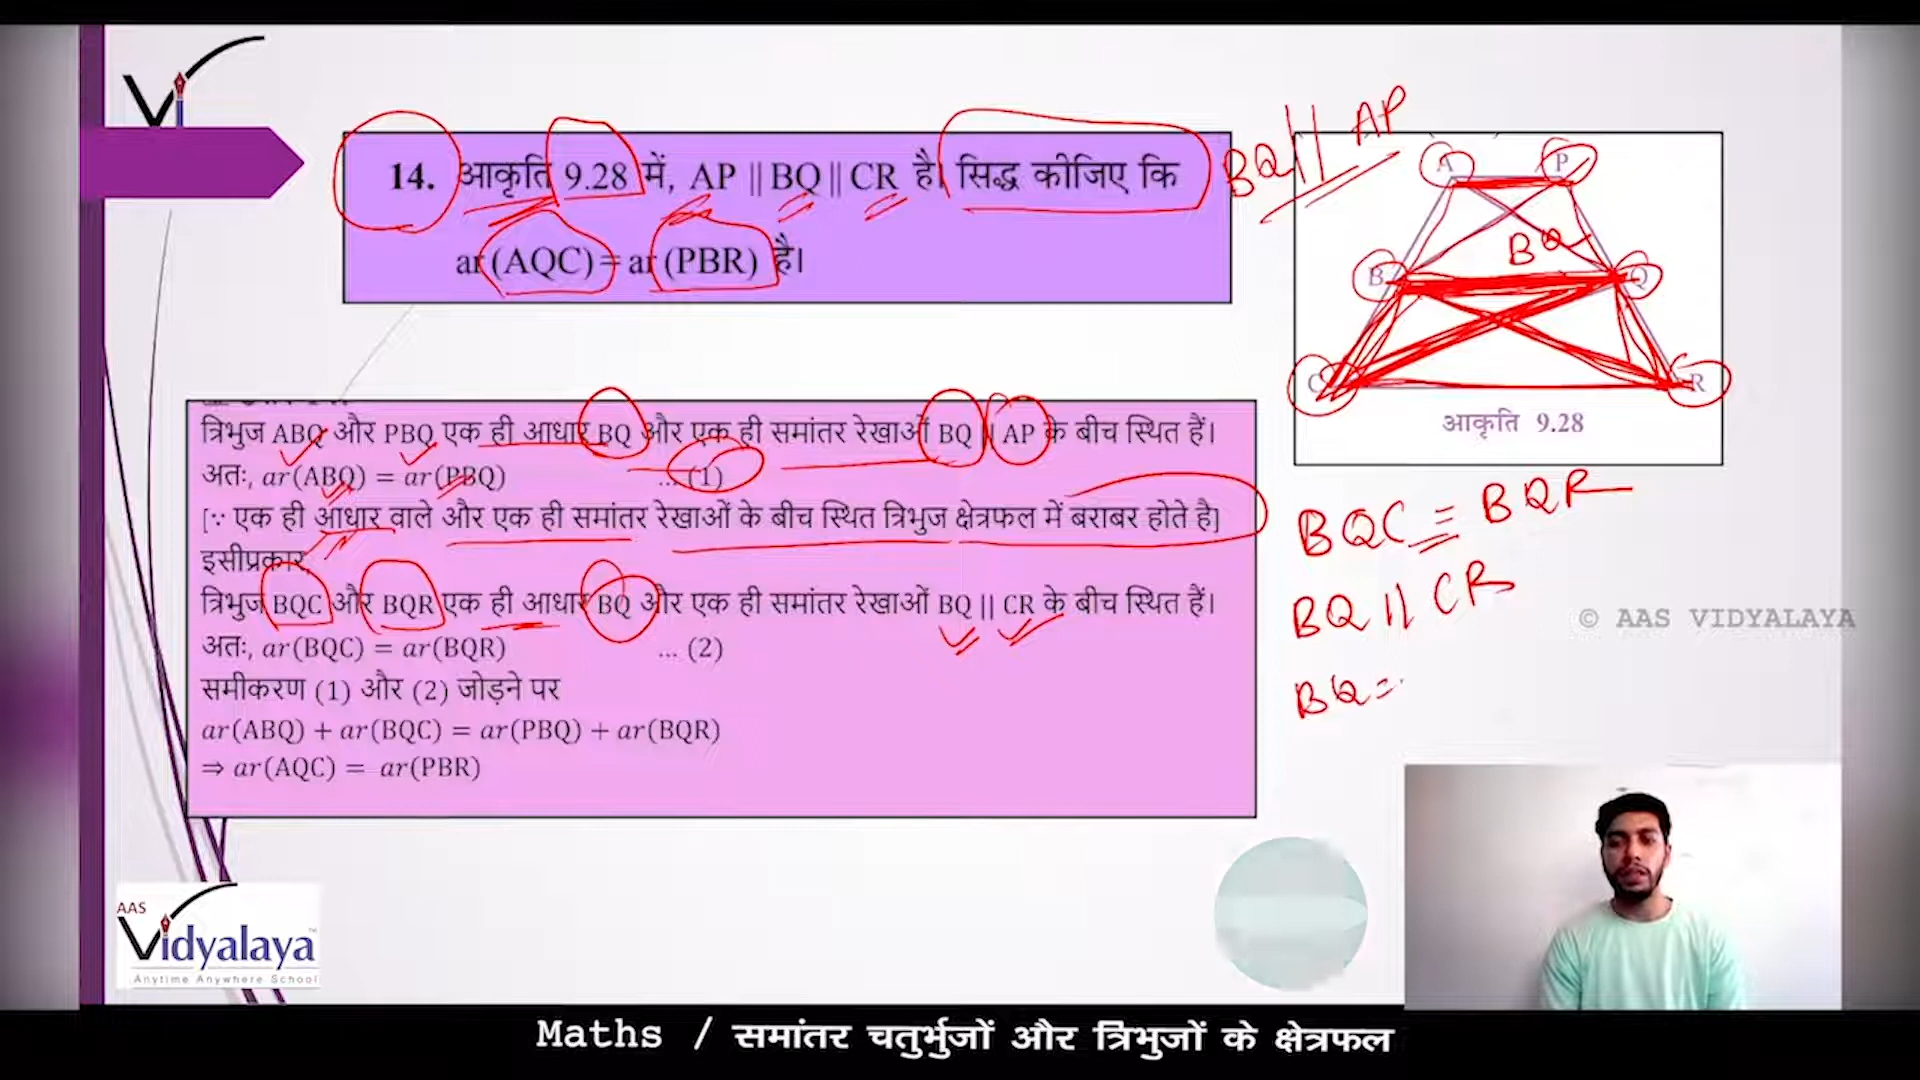 14. आकृति 9.28 में, AP || BQ || CR है। सिद्ध कीजिए कि
ar (AQC) = ar (PBR) है।
BQ || AP
A P
B Q
BQ
C R
आकृति 9.28
त्रिभुज ABQ और PBQ एक ही आधार BQ और एक ही समांतर रेखाओं BQ || AP के बीच स्थित हैं।
अतः, ar(ABQ) = ar(PBQ) ... (1)
[∵ एक ही आधार वाले और एक ही समांतर रेखाओं के बीच स्थित त्रिभुज क्षेत्रफल में बराबर होते है]
इसीप्रकार,
त्रिभुज BQC और BQR एक ही आधार BQ और एक ही समांतर रेखाओं BQ || CR के बीच स्थित हैं।
अतः, ar(BQC) = ar(BQR) ... (2)
समीकरण (1) और (2) जोड़ने पर
ar(ABQ) + ar(BQC) = ar(PBQ) + ar(BQR)
⇒ ar(AQC) = ar(PBR)
BQC = BQR
BQ || CR
BQ =
© AAS VIDYALAYA
AAS
Vidyalaya
Anytime Anywhere School
Maths / समांतर चतुर्भुजों और त्रिभुजों के क्षेत्रफल